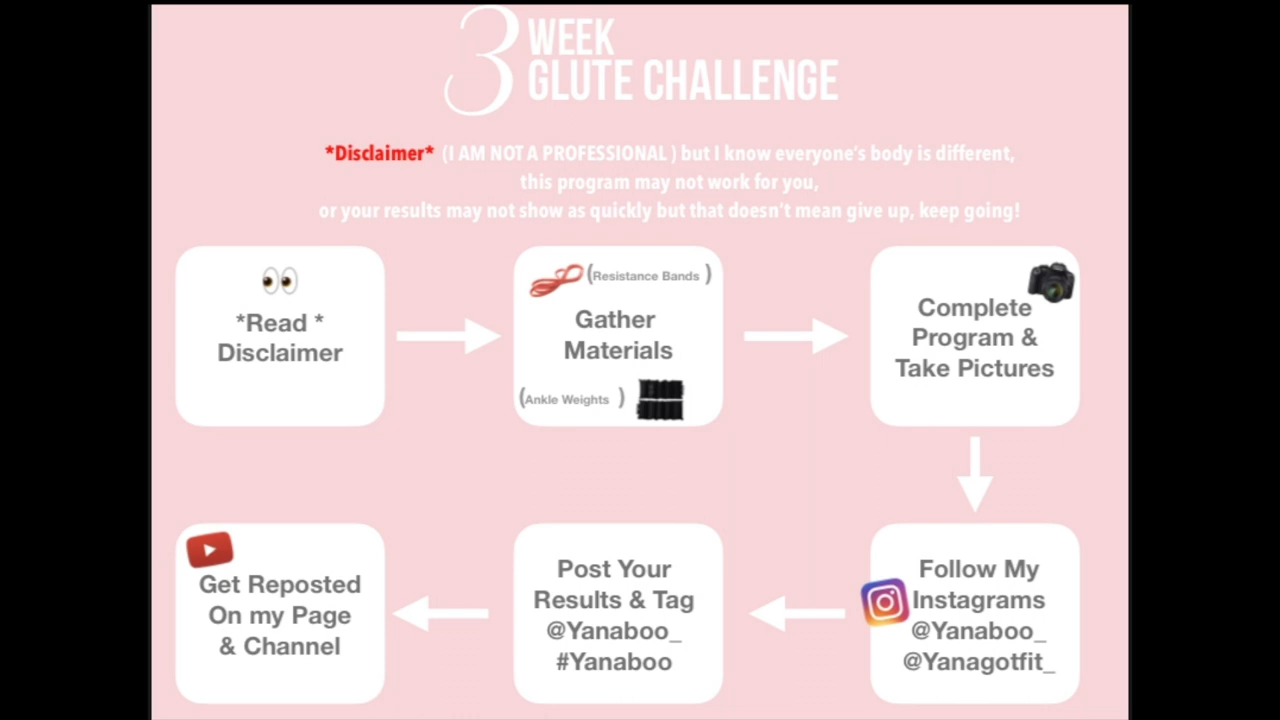 3 WEEK
GLUTE CHALLENGE
*Disclaimer* (I AM NOT A PROFESSIONAL ) but I know everyone's body is different,
this program may not work for you,
or your results may not show as quickly but that doesn't mean give up, keep going!
*Read *
Disclaimer
(Resistance Bands )
Gather
Materials
(Ankle Weights )
Complete
Program &
Take Pictures
Follow My
Instagrams
@Yanaboo_
@Yanagotfit_
Post Your
Results & Tag
@Yanaboo_
#Yanaboo
Get Reposted
On my Page
& Channel